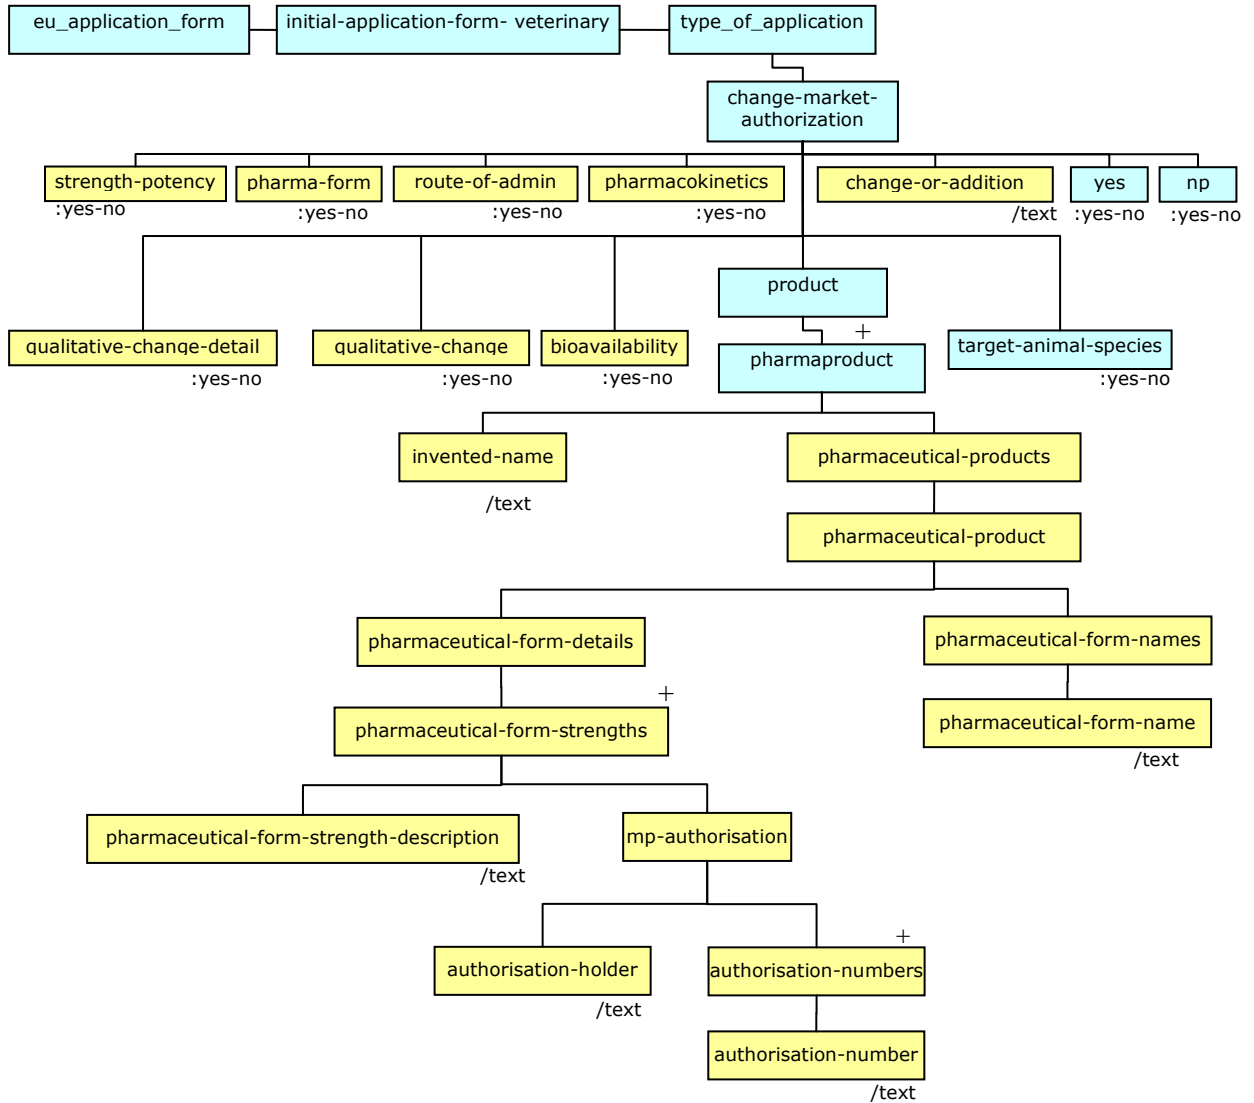 eu_application_form
initial-application-form- veterinary
type_of_application
change-market-
authorization
strength-potency
pharma-form
route-of-admin
pharmacokinetics
change-or-addition
yes
np
:yes-no
:yes-no
:yes-no
:yes-no
/text
:yes-no
:yes-no
product
+
qualitative-change-detail
qualitative-change
bioavailability
pharmaproduct
target-animal-species
:yes-no
:yes-no
:yes-no
:yes-no
invented-name
pharmaceutical-products
/text
pharmaceutical-product
pharmaceutical-form-details
pharmaceutical-form-names
+
pharmaceutical-form-strengths
pharmaceutical-form-name
/text
pharmaceutical-form-strength-description
mp-authorisation
/text
+
authorisation-holder
authorisation-numbers
/text
authorisation-number
/text